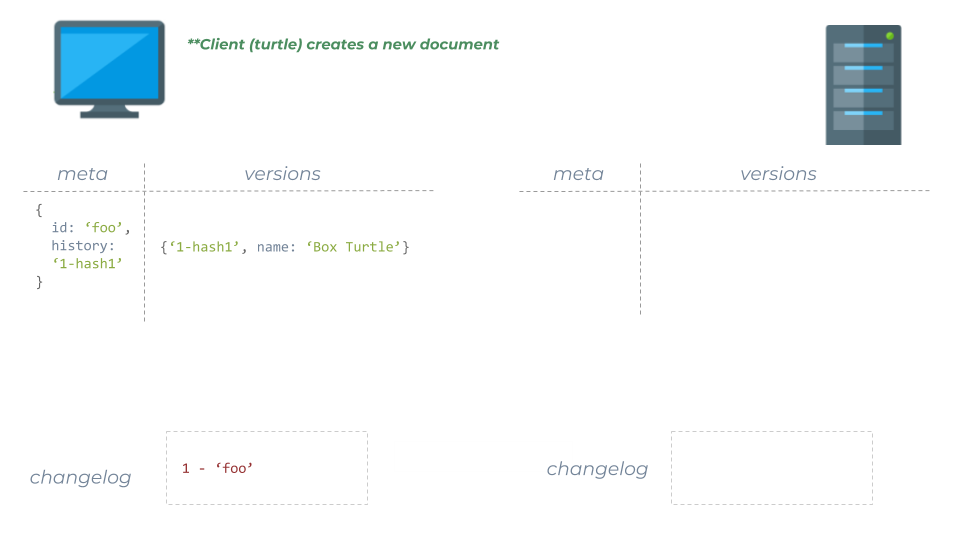 **Client (turtle) creates a new document
meta
versions
{
id: ‘foo’,
history:
‘1-hash1’
}
{‘1-hash1’, name: ‘Box Turtle’}
changelog
1 - ‘foo’
meta
versions
changelog